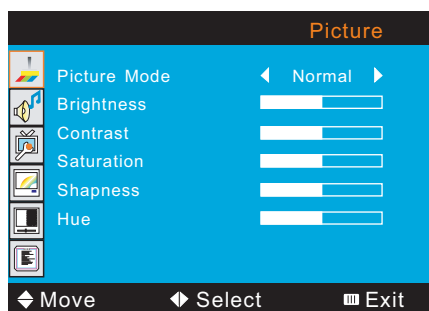 Picture
Picture Mode Normal
Brightness
Contrast
Saturation
Shapness
Hue
Move Select Exit